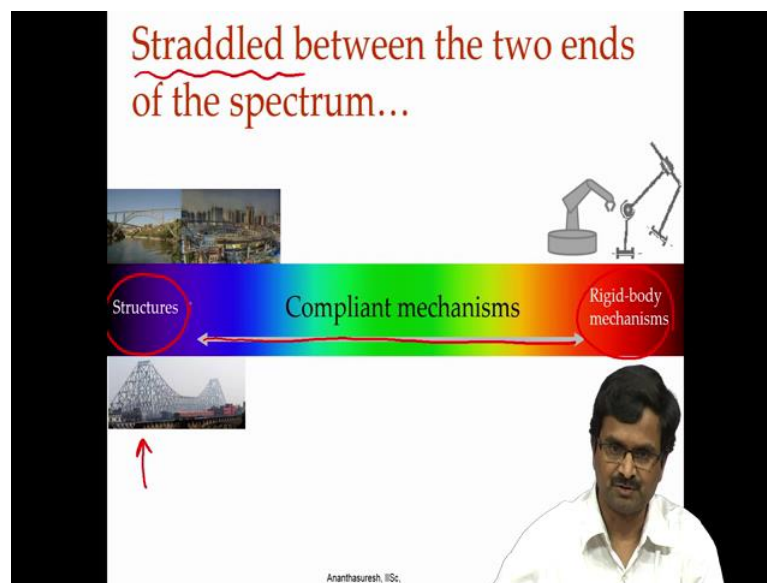 Straddled between the two ends
of the spectrum...
Structures
Compliant mechanisms
Rigid-body
mechanisms
Ananthasuresh, IISc,